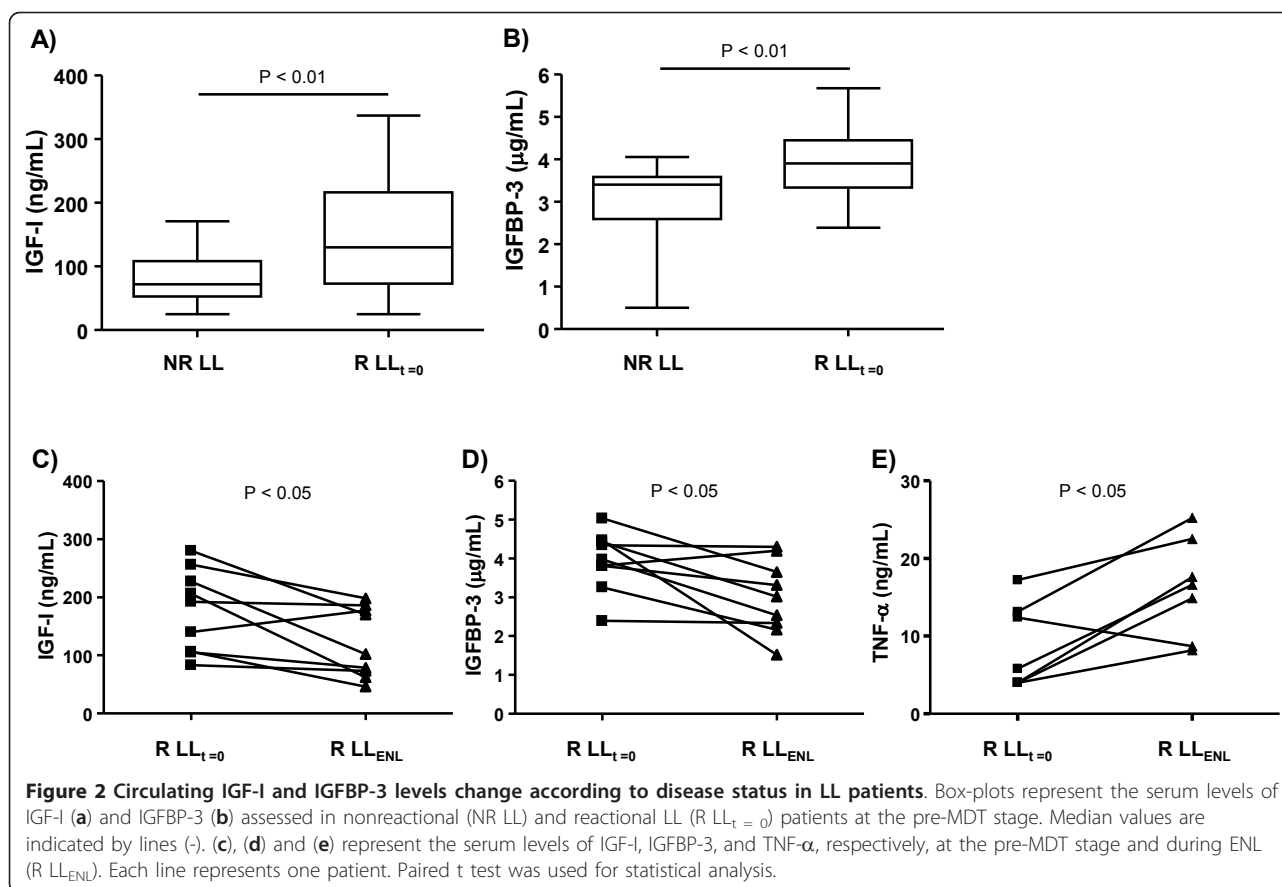 A)
P < 0.01
IGF-I (ng/mL)
400
300
200
100
0
NR LL
R LLt =0
B)
P < 0.01
IGFBP-3 (µg/mL)
6
5
4
3
2
1
0
NR LL
R LLt =0
C)
P < 0.05
IGF-I (ng/mL)
400
300
200
100
0
R LLt =0
R LLENL
D)
P < 0.05
IGFBP-3 (µg/mL)
6
5
4
3
2
1
0
R LLt =0
R LLENL
E)
P < 0.05
TNF-α (ng/mL)
30
20
10
0
R LLt =0
R LLENL
Figure 2 Circulating IGF-I and IGFBP-3 levels change according to disease status in LL patients. Box-plots represent the serum levels of
IGF-I (a) and IGFBP-3 (b) assessed in nonreactional (NR LL) and reactional LL (R LLt = 0) patients at the pre-MDT stage. Median values are
indicated by lines (-). (c), (d) and (e) represent the serum levels of IGF-I, IGFBP-3, and TNF-α, respectively, at the pre-MDT stage and during ENL
(R LLENL). Each line represents one patient. Paired t test was used for statistical analysis.